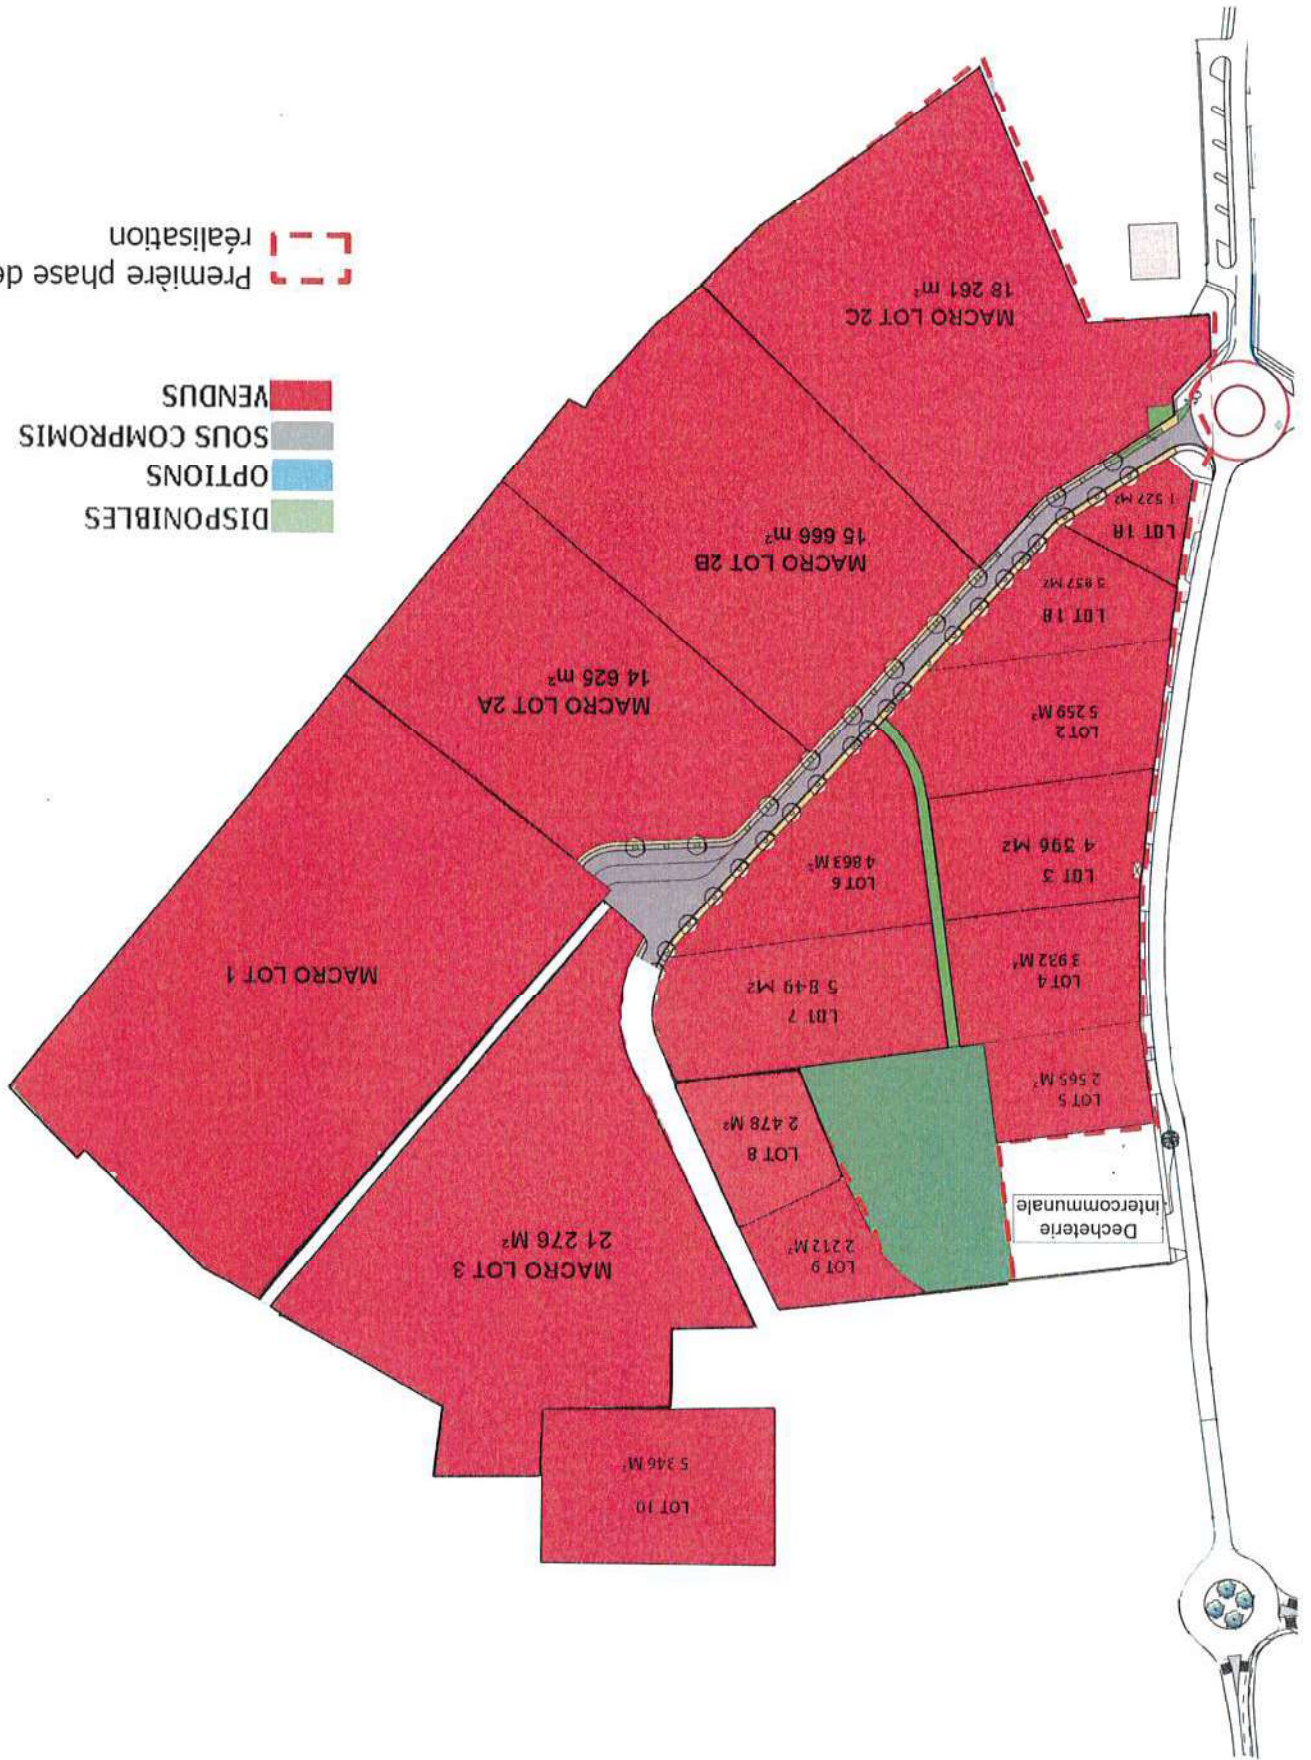 LOT 10
5 346 M²
Decheterie
intercommunale
LOT 9
2 212 M²
MACRO LOT 3
21 276 M²
LOT 8
2 478 M²
LOT 5
2 565 M²
LOT 7
5 849 M2
LOT 4
3 932 M²
MACRO LOT 1
LOT 3
4 396 M2
LOT 6
4 863 M²
LOT 2
5 259 M²
MACRO LOT 2A
14 625 m²
LOT 1B
LOT 1A
1 527 M2
MACRO LOT 2B
15 666 m²
MACRO LOT 2C
18 261 m²
DISPONIBLES
OPTIONS
SOUS COMPROMIS
VENDUS
Première phase de
réalisation